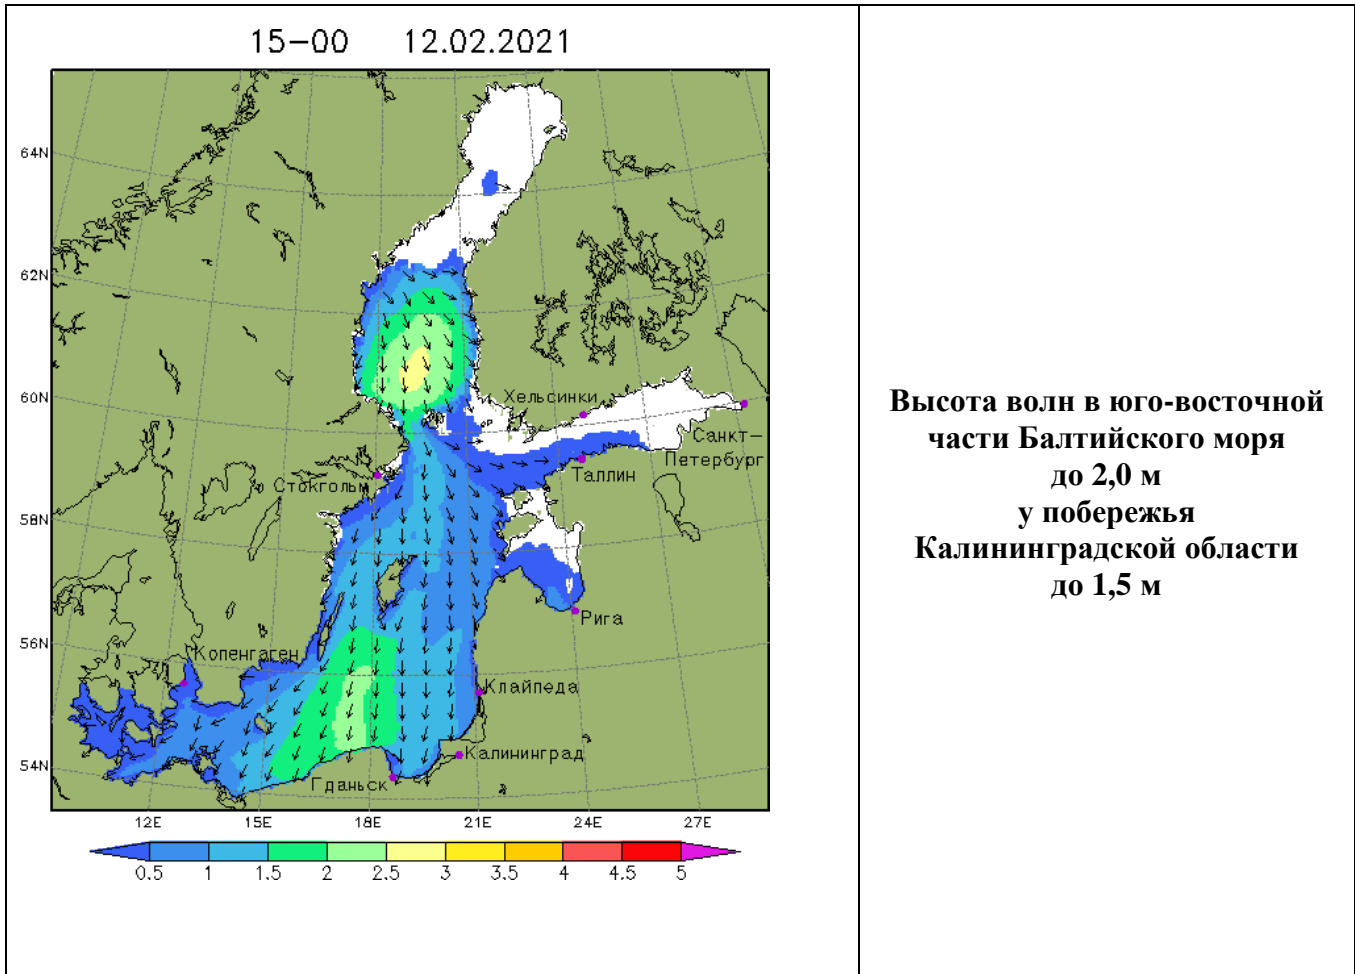 15-00 12.02.2021
64N
62N
60N
58N
56N
54N
Хельсинки
Санкт-
Петербург
Таллин
Стокгольм
Рига
Копенгаген
Клайпеда
Калининград
Гданьск
12E 15E 18E 21E 24E 27E
0.5 1 1.5 2 2.5 3 3.5 4 4.5 5
Высота волн в юго-восточной
части Балтийского моря
до 2,0 м
у побережья
Калининградской области
до 1,5 м